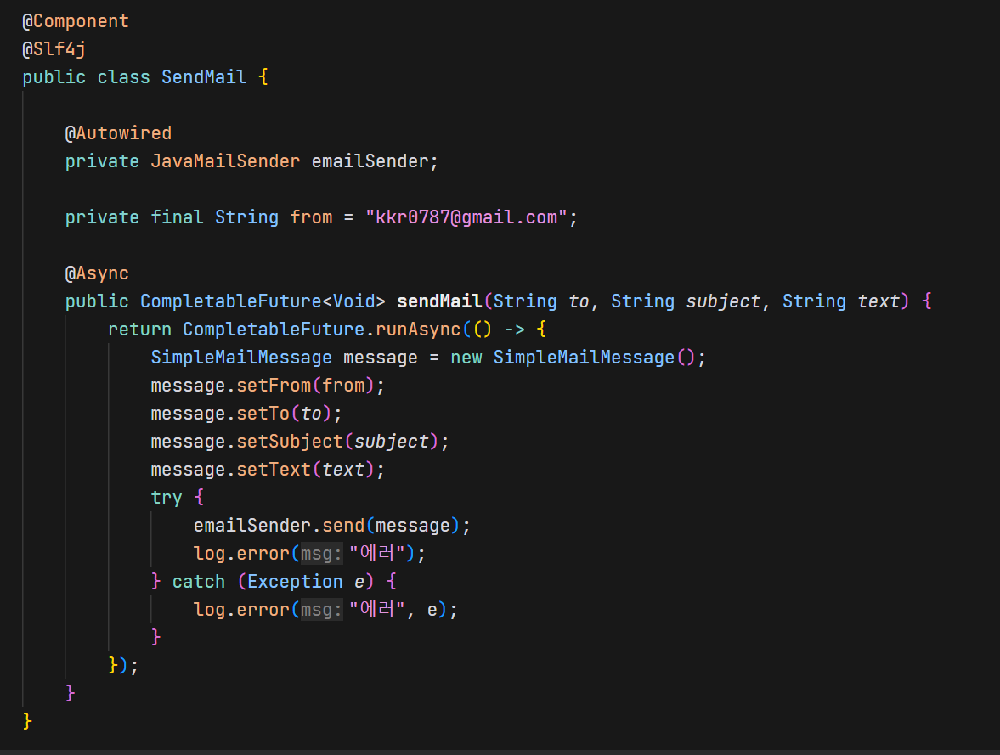 @Component
@Slf4j
public class SendMail {
@Autowired
private JavaMailSender emailSender;
private final String from = "kkr0787@gmail.com";
@Async
public CompletableFuture<Void> sendMail(String to, String subject, String text) {
return CompletableFuture.runAsync(() -> {
SimpleMailMessage message = new SimpleMailMessage();
message.setFrom(from);
message.setTo(to);
message.setSubject(subject);
message.setText(text);
try {
emailSender.send(message);
log.error(msg: "에러");
} catch (Exception e) {
log.error(msg: "에러", e);
}
});
}
}